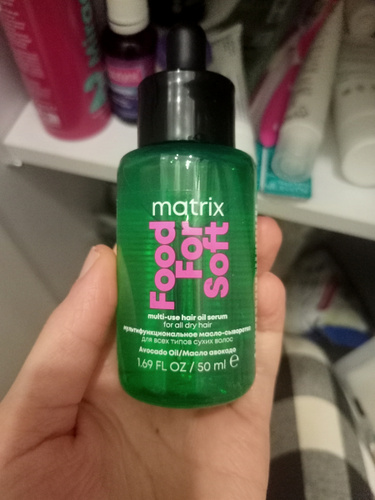 matrix
Food
For
Soft
multi-use hair oil serum
for all dry hair
мультифункциональное масло-сыворотка
для всех типов сухих волос
Avocado Oil/Масло авокадо
1.69 FL OZ / 50 ml ℮